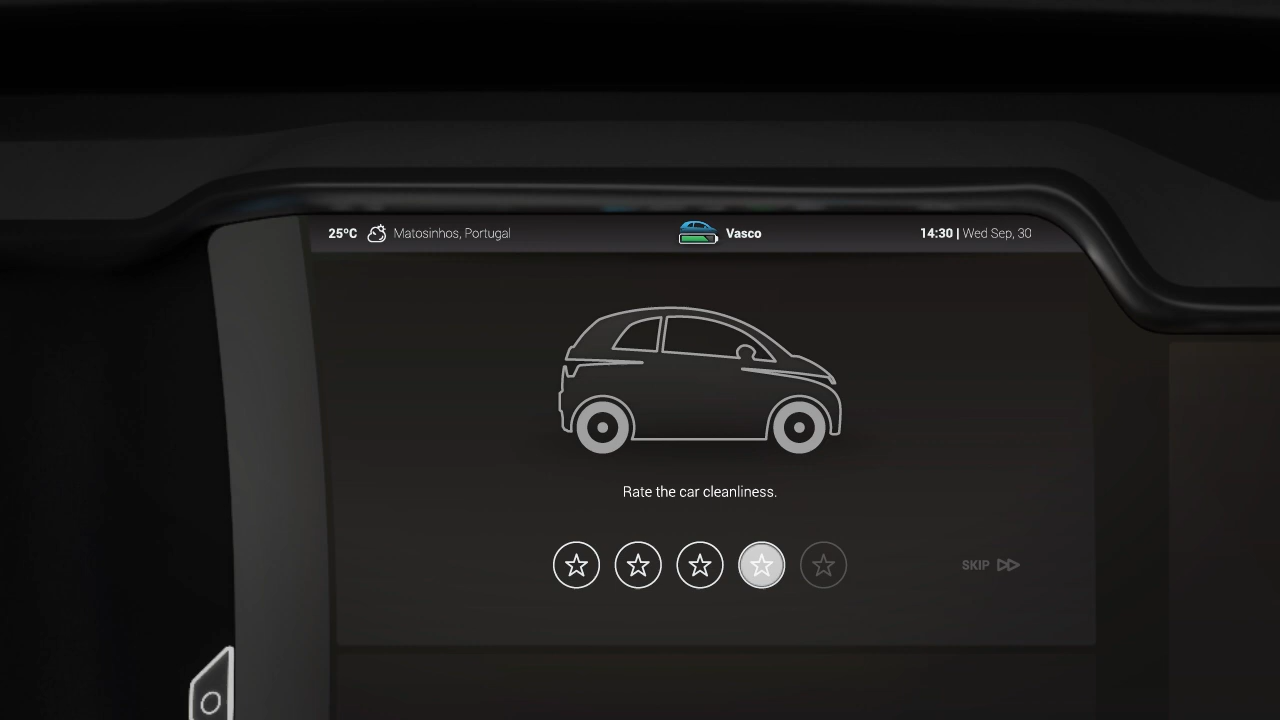 25ºC Matosinhos, Portugal
Vasco
14:30 | Wed Sep, 30
Rate the car cleanliness.
SKIP